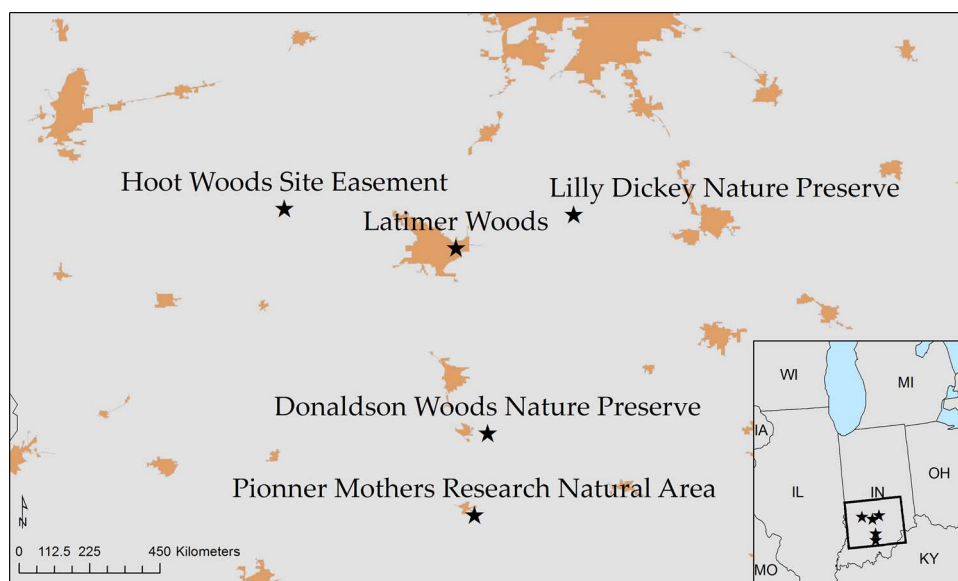 Hoot Woods Site Easement
Lilly Dickey Nature Preserve
Latimer Woods
Donaldson Woods Nature Preserve
Pionner Mothers Research Natural Area
N
0 112.5 225 450 Kilometers
WI
MI
IA
IL
IN
OH
MO
KY